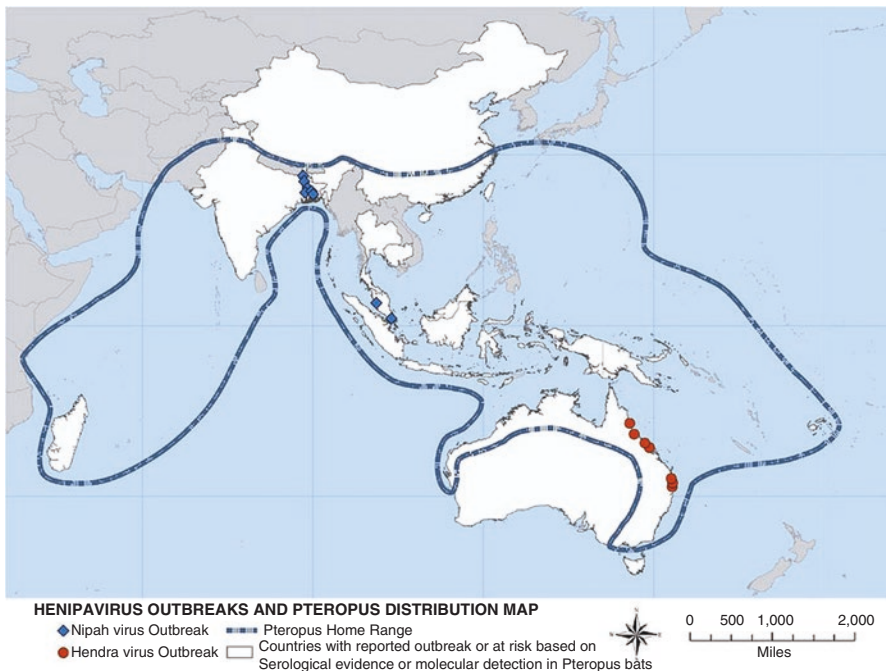 HENIPAVIRUS OUTBREAKS AND PTEROPUS DISTRIBUTION MAP
Nipah virus Outbreak
Pteropus Home Range
Hendra virus Outbreak
Countries with reported outbreak or at risk based on
Serological evidence or molecular detection in Pteropus bats
0 500 1,000 2,000
Miles